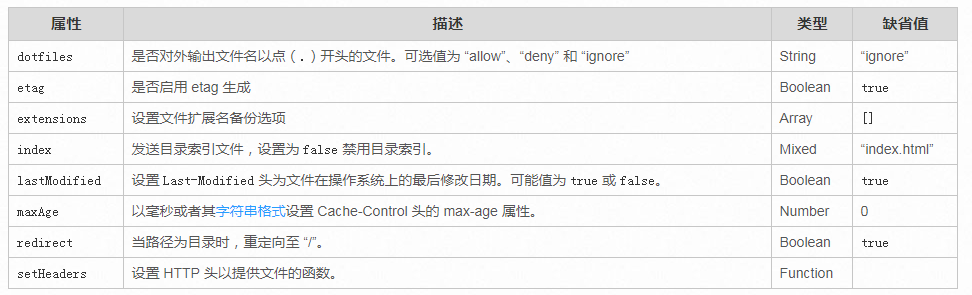 属性 描述 类型 缺省值
dotfiles 是否对外输出文件名以点（.）开头的文件。可选值为 “allow”、“deny” 和 “ignore” String “ignore”
etag 是否启用 etag 生成 Boolean true
extensions 设置文件扩展名备份选项 Array []
index 发送目录索引文件，设置为 false 禁用目录索引。 Mixed “index.html”
lastModified 设置 Last-Modified 头为文件在操作系统上的最后修改日期。可能值为 true 或 false。 Boolean true
maxAge 以毫秒或者其字符串格式设置 Cache-Control 头的 max-age 属性。 Number 0
redirect 当路径为目录时，重定向至 “/”。 Boolean true
setHeaders 设置 HTTP 头以提供文件的函数。 Function